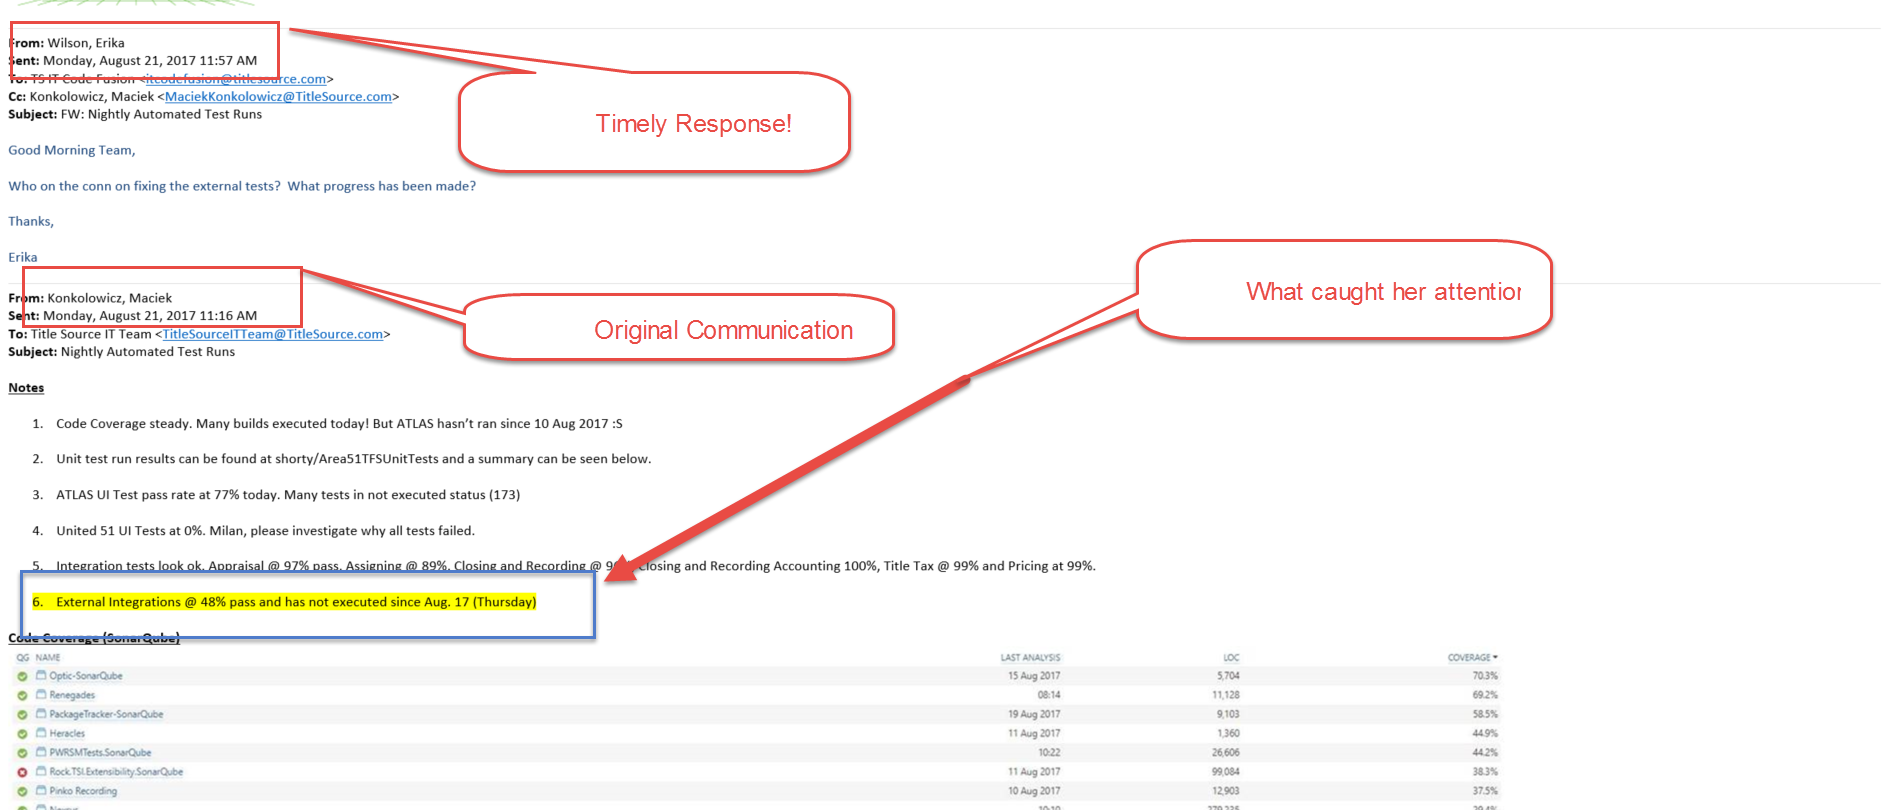 From: Wilson, Erika
Sent: Monday, August 21, 2017 11:57 AM
To: TS IT Code Fusion <itcodefusion@titlesource.com>
Cc: Konkolowicz, Maciek <MaciekKonkolowicz@TitleSource.com>
Subject: FW: Nightly Automated Test Runs
Timely Response!
Good Morning Team,
Who on the conn on fixing the external tests?  What progress has been made?
Thanks,
Erika
What caught her attention
From: Konkolowicz, Maciek
Sent: Monday, August 21, 2017 11:16 AM
To: Title Source IT Team <TitleSourceITTeam@TitleSource.com>
Subject: Nightly Automated Test Runs
Original Communication
Notes
1. Code Coverage steady. Many builds executed today! But ATLAS hasn't ran since 10 Aug 2017 :S
2. Unit test run results can be found at shorty/Area51TFSUnitTests and a summary can be seen below.
3. ATLAS UI Test pass rate at 77% today. Many tests in not executed status (173)
4. United 51 UI Tests at 0%. Milan, please investigate why all tests failed.
5. Integration tests look ok. Appraisal @ 97% pass. Assigning @ 89%. Closing and Recording @ Closing and Recording Accounting 100%, Title Tax @ 99% and Pricing at 99%.
6. External Integrations @ 48% pass and has not executed since Aug. 17 (Thursday)
Code Coverage (SonarQube)
QG NAME LAST ANALYSIS LOC COVERAGE
Optic-SonarQube 15 Aug 2017 5,704 70.3%
Renegades 08:14 11,128 69.2%
PackageTracker-SonarQube 19 Aug 2017 9,103 58.5%
Heracles 11 Aug 2017 1,360 44.9%
PWRSMTests.SonarQube 10:22 26,606 44.2%
Rock.TSI.Extensibility.SonarQube 11 Aug 2017 99,084 38.3%
Pinko Recording 10 Aug 2017 12,903 37.5%